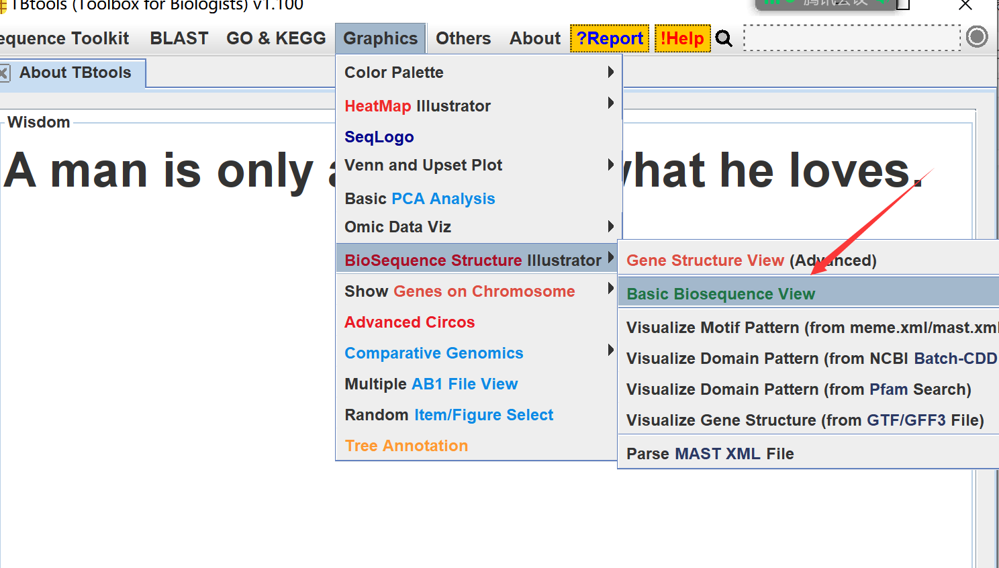 TBtools (Toolbox for Biologists) v1.100
腾讯会议
equence Toolkit BLAST GO & KEGG Graphics Others About ?Report !Help
About TBtools
Wisdom
A man is only what he loves.
Color Palette
HeatMap Illustrator
SeqLogo
Venn and Upset Plot
Basic PCA Analysis
Omic Data Viz
BioSequence Structure Illustrator
Show Genes on Chromosome
Advanced Circos
Comparative Genomics
Multiple AB1 File View
Random Item/Figure Select
Tree Annotation
Gene Structure View (Advanced)
Basic Biosequence View
Visualize Motif Pattern (from meme.xml/mast.xml
Visualize Domain Pattern (from NCBI Batch-CDD
Visualize Domain Pattern (from Pfam Search)
Visualize Gene Structure (from GTF/GFF3 File)
Parse MAST XML File